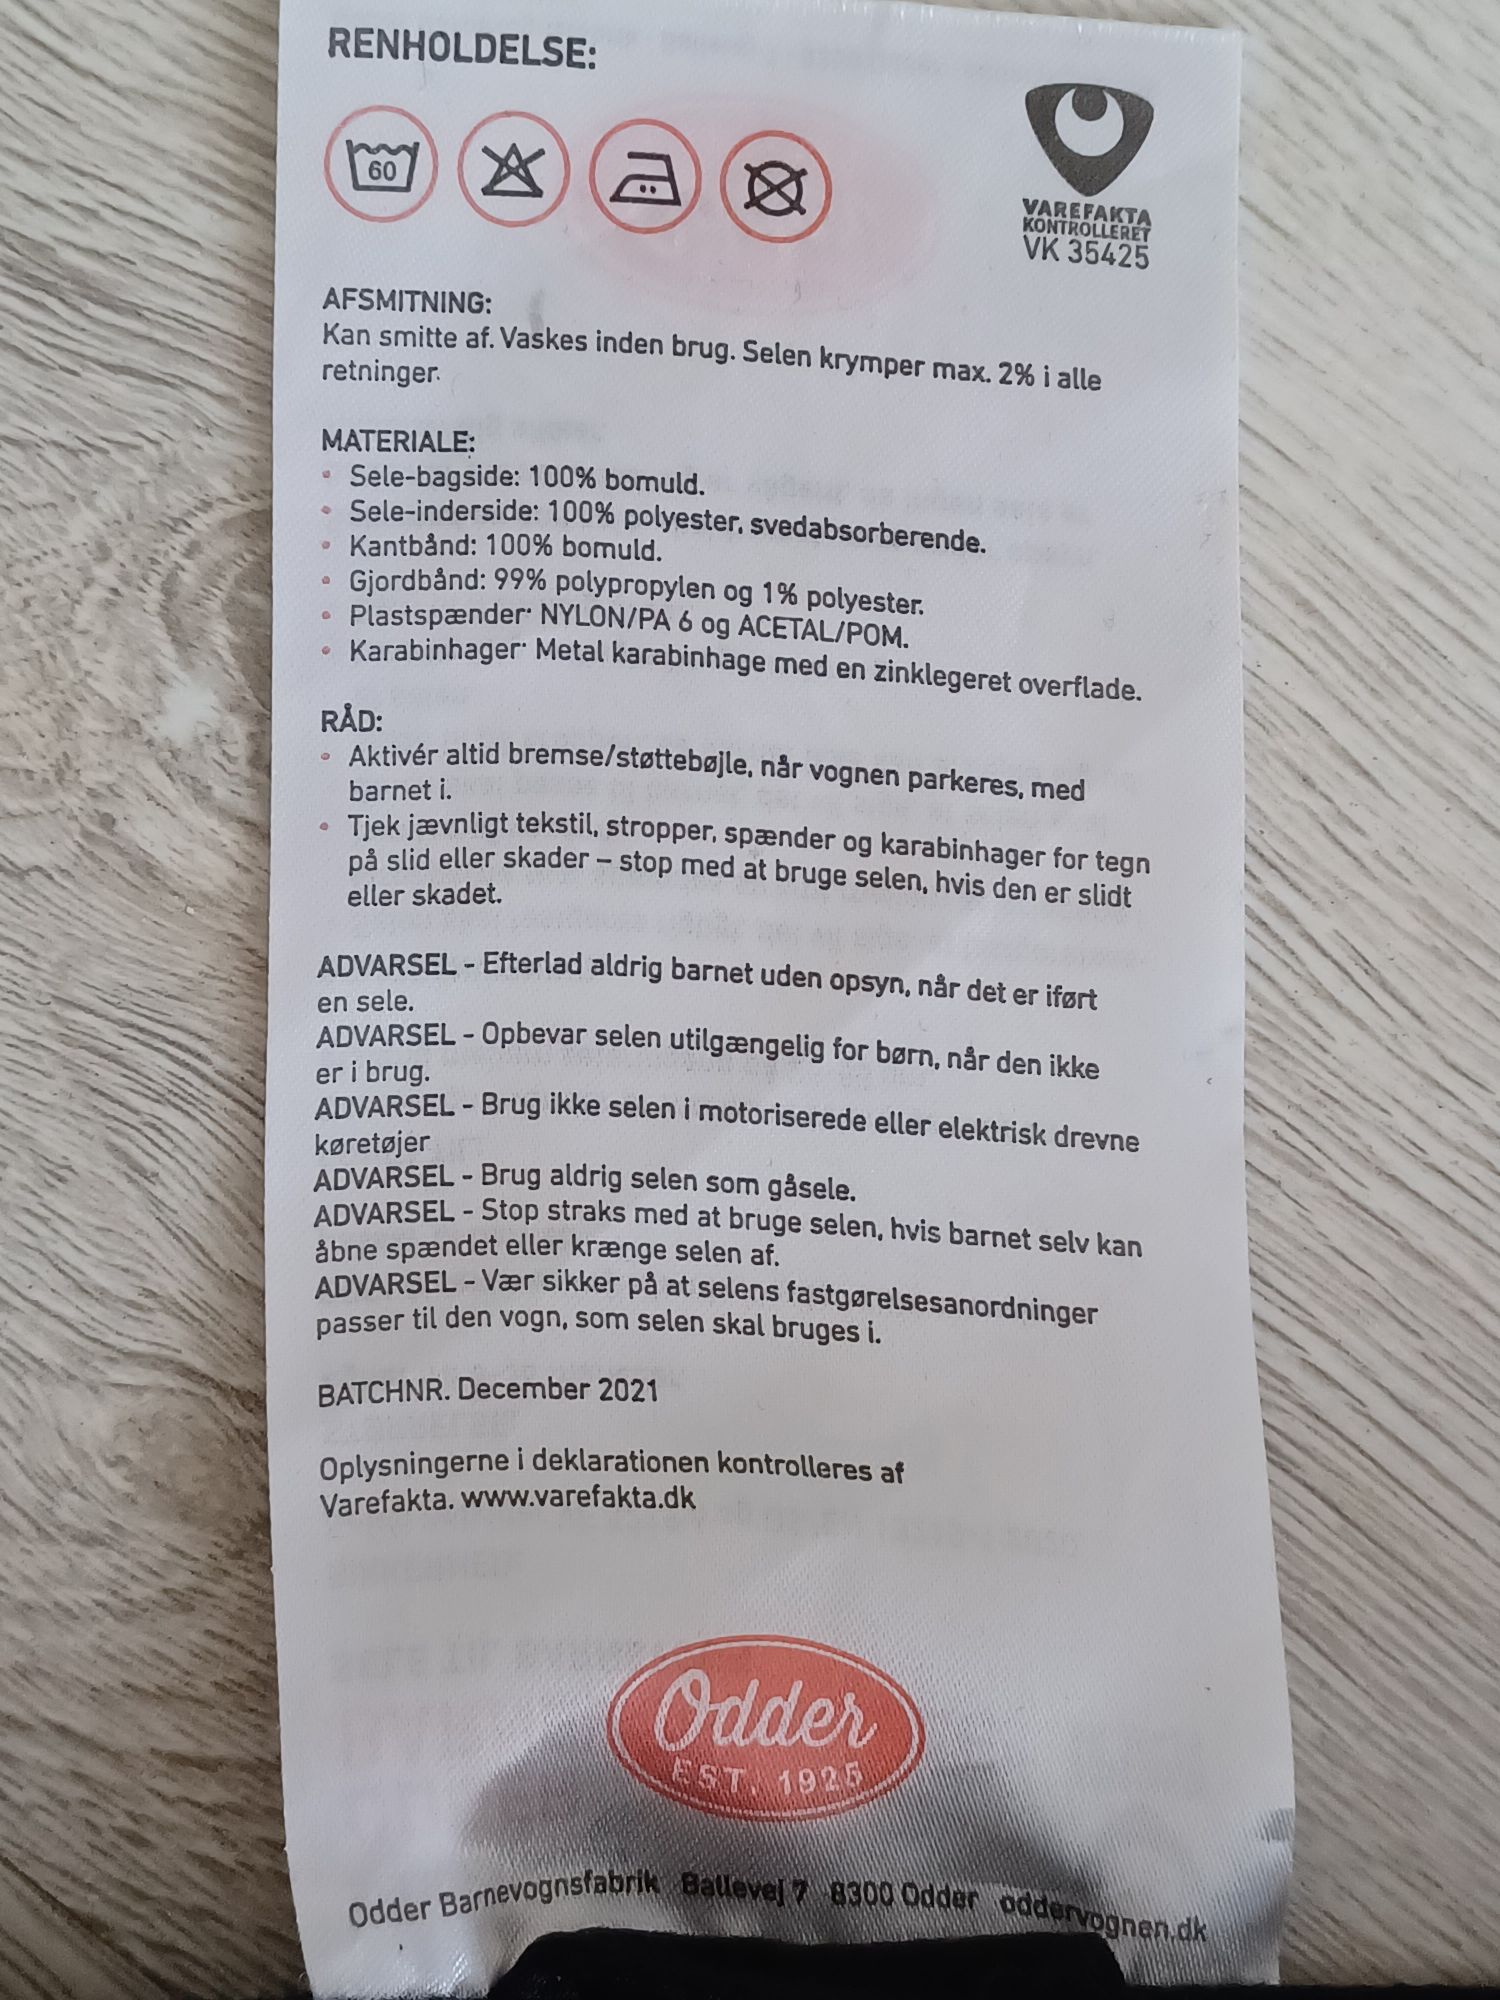 RENHOLDELSE:
60
VAREFAKTA
KONTROLLERET
VK 35425
AFSMITNING:
Kan smitte af. Vaskes inden brug. Selen krymper max. 2% i alle
retninger.
MATERIALE:
• Sele-bagside: 100% bomuld.
• Sele-inderside: 100% polyester, svedabsorberende.
• Kantbånd: 100% bomuld.
• Gjordbånd: 99% polypropylen og 1% polyester.
• Plastspænder: NYLON/PA 6 og ACETAL/POM.
• Karabinhager: Metal karabinhage med en zinklegeret overflade.
RÅD:
• Aktivér altid bremse/støttebøjle, når vognen parkeres, med
barnet i.
• Tjek jævnligt tekstil, stropper, spænder og karabinhager for tegn
på slid eller skader – stop med at bruge selen, hvis den er slidt
eller skadet.
ADVARSEL - Efterlad aldrig barnet uden opsyn, når det er iført
en sele.
ADVARSEL - Opbevar selen utilgængelig for børn, når den ikke
er i brug.
ADVARSEL - Brug ikke selen i motoriserede eller elektrisk drevne
køretøjer
ADVARSEL - Brug aldrig selen som gåsele.
ADVARSEL - Stop straks med at bruge selen, hvis barnet selv kan
åbne spændet eller krænge selen af.
ADVARSEL - Vær sikker på at selens fastgørelsesanordninger
passer til den vogn, som selen skal bruges i.
BATCHNR. December 2021
Oplysningerne i deklarationen kontrolleres af
Varefakta. www.varefakta.dk
Odder
EST. 1925
Odder Barnevognsfabrik Ballevej 7 8300 Odder oddervognen.dk